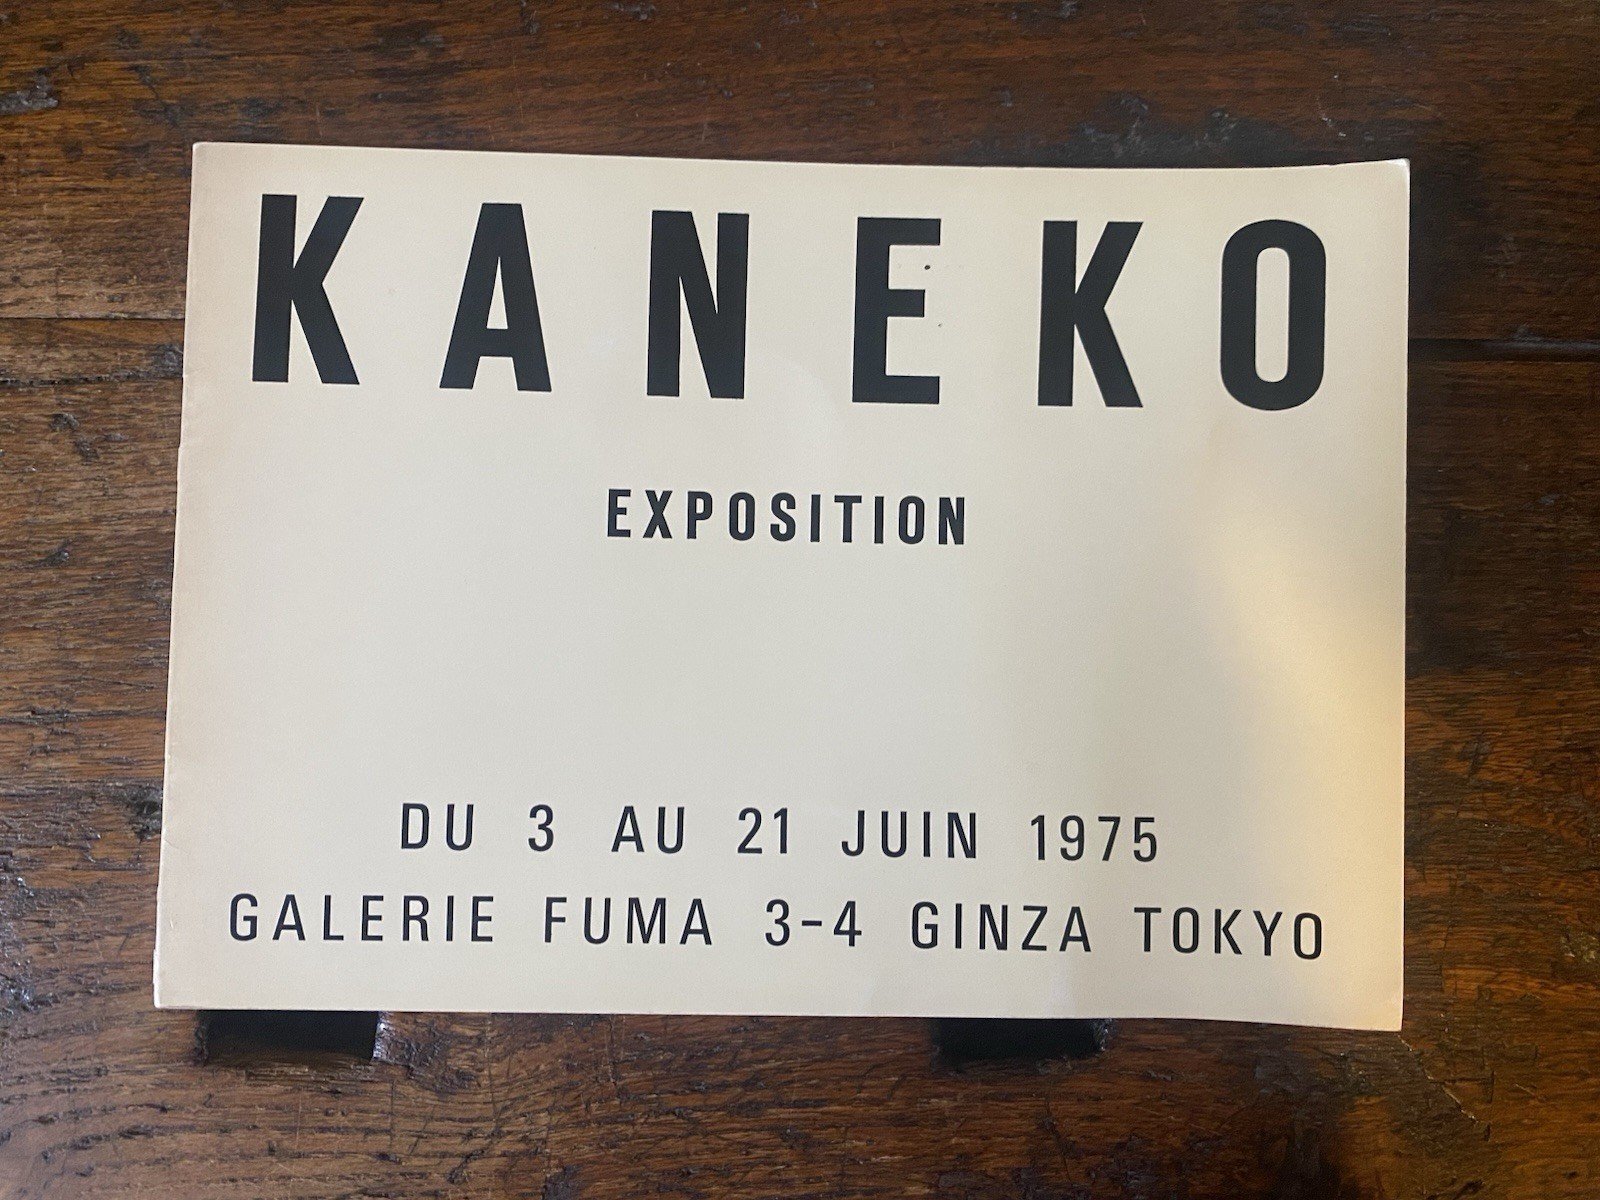 KANEKO
EXPOSITION
DU 3 AU 21 JUIN 1975
GALERIE FUMA 3-4 GINZA TOKYO